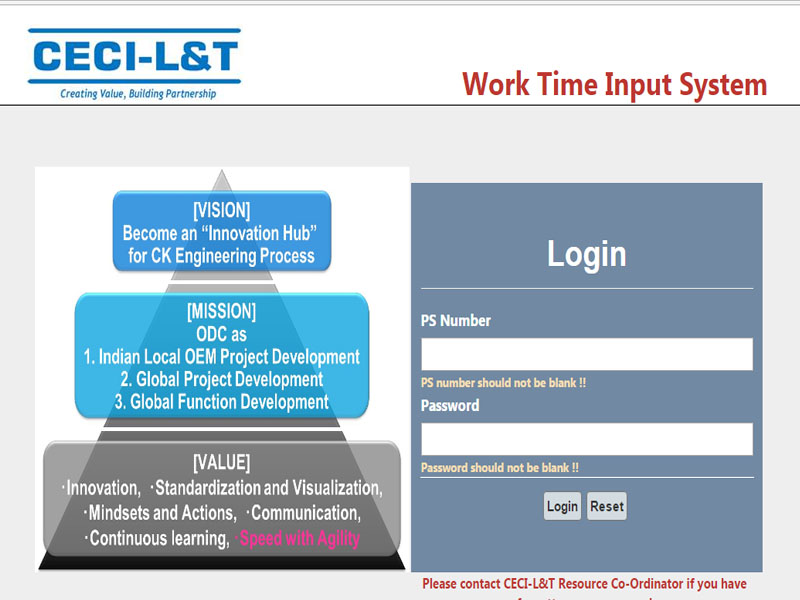 CECI-L&T
Creating Value, Building Partnership
Work Time Input System
[VISION]
Become an “Innovation Hub”
for CK Engineering Process
[MISSION]
ODC as
1. Indian Local OEM Project Development
2. Global Project Development
3. Global Function Development
[VALUE]
·Innovation, ·Standardization and Visualization,
·Mindsets and Actions, ·Communication,
·Continuous learning, ·Speed with Agility
Login
PS Number
PS number should not be blank !!
Password
Password should not be blank !!
Login Reset
Please contact CECI-L&T Resource Co-Ordinator if you have